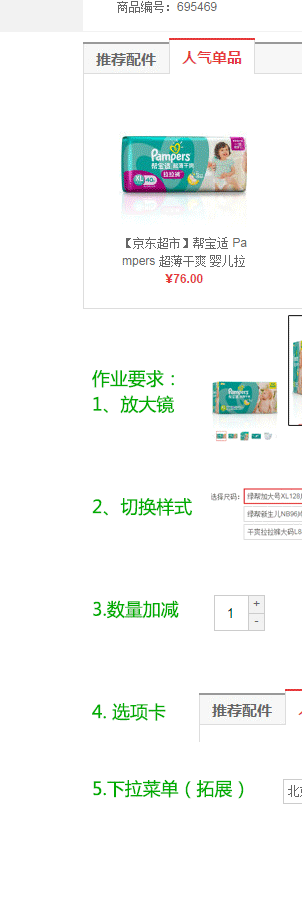 商品编号：695469
推荐配件 人气单品
Pampers
帮宝适 超薄干爽
拉拉裤
XL
【京东超市】帮宝适 Pa
mpers 超薄干爽 婴儿拉
¥76.00
作业要求：
1、放大镜
Pampers
2、切换样式
选择尺码：
绿帮加大号XL128
绿帮新生儿NB96
干爽拉拉裤大码L8
3.数量加减
1
+
-
4. 选项卡
推荐配件
5.下拉菜单（拓展）